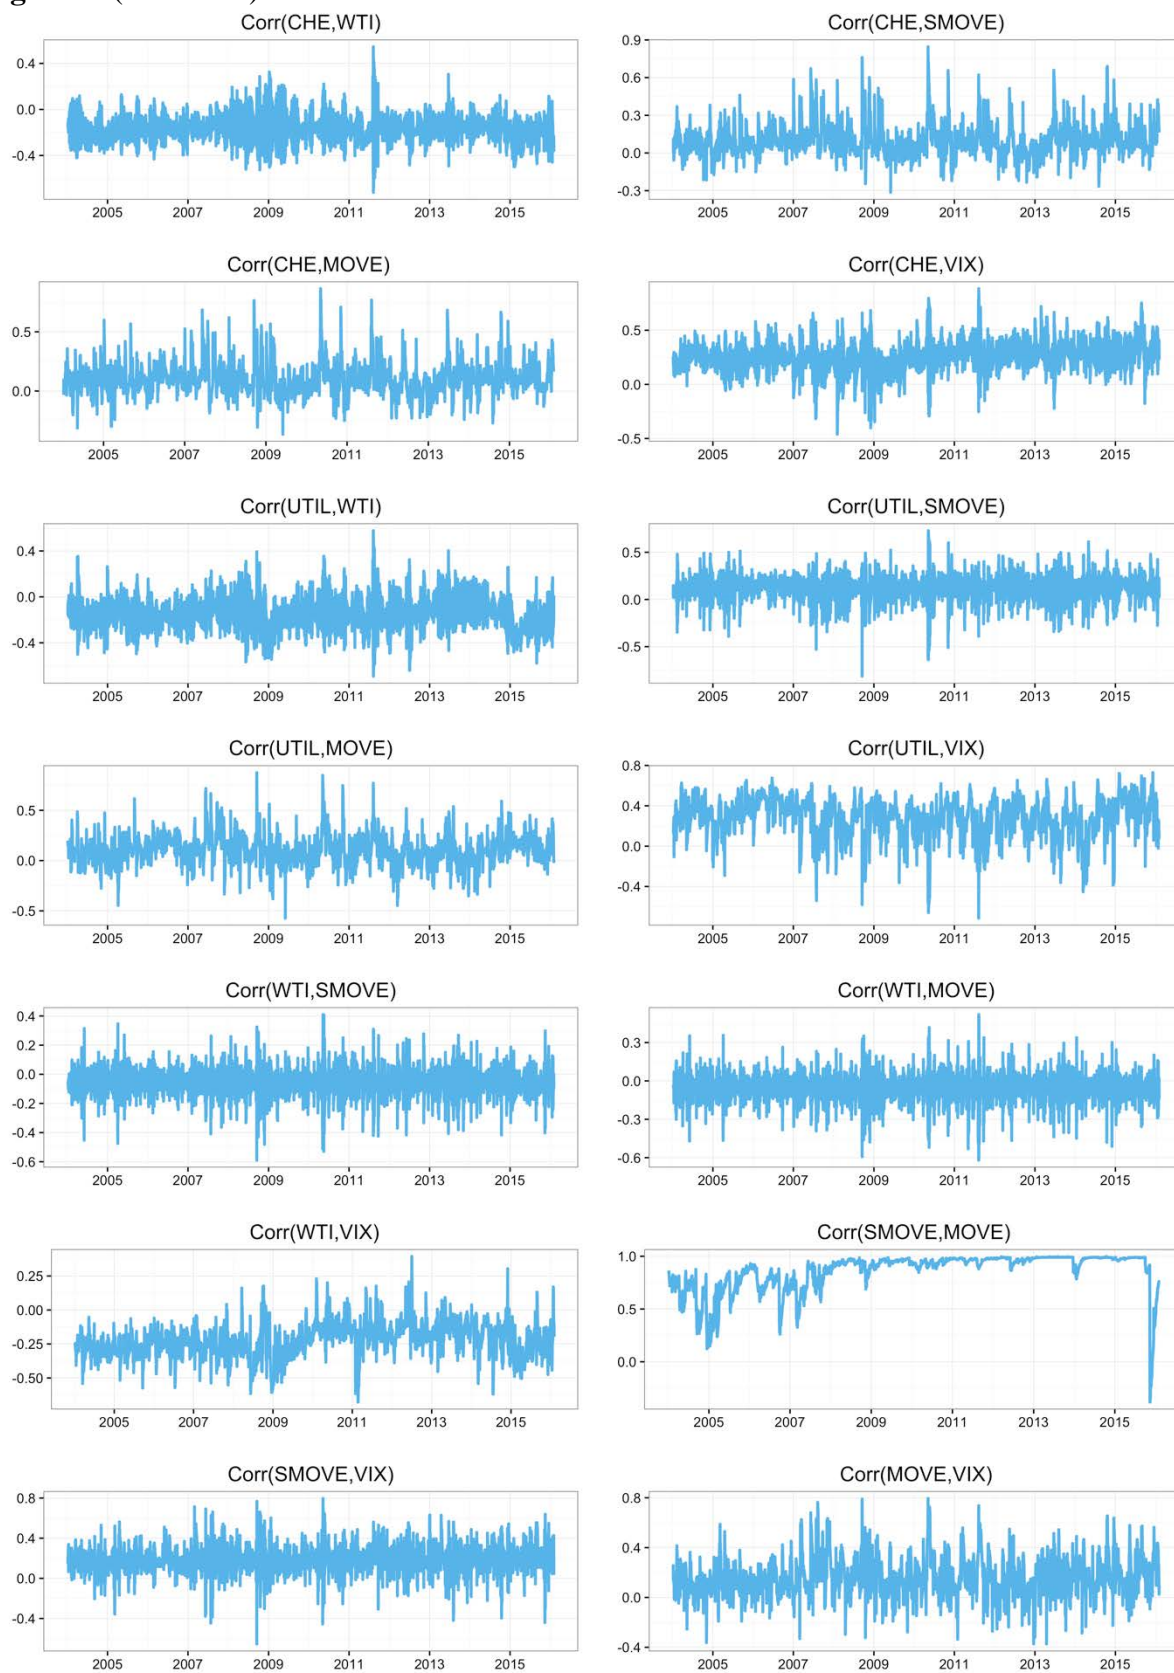 Corr(CHE,WTI)
0.4
0.0
-0.4
2005 2007 2009 2011 2013 2015
Corr(CHE,SMOVE)
0.9
0.6
0.3
0.0
-0.3
2005 2007 2009 2011 2013 2015
Corr(CHE,MOVE)
0.5
0.0
2005 2007 2009 2011 2013 2015
Corr(CHE,VIX)
0.5
0.0
-0.5
2005 2007 2009 2011 2013 2015
Corr(UTIL,WTI)
0.4
0.0
-0.4
2005 2007 2009 2011 2013 2015
Corr(UTIL,SMOVE)
0.5
0.0
-0.5
2005 2007 2009 2011 2013 2015
Corr(UTIL,MOVE)
0.5
0.0
-0.5
2005 2007 2009 2011 2013 2015
Corr(UTIL,VIX)
0.8
0.4
0.0
-0.4
2005 2007 2009 2011 2013 2015
Corr(WTI,SMOVE)
0.4
0.2
0.0
-0.2
-0.4
-0.6
2005 2007 2009 2011 2013 2015
Corr(WTI,MOVE)
0.3
0.0
-0.3
-0.6
2005 2007 2009 2011 2013 2015
Corr(WTI,VIX)
0.25
0.00
-0.25
-0.50
2005 2007 2009 2011 2013 2015
Corr(SMOVE,MOVE)
1.0
0.5
0.0
2005 2007 2009 2011 2013 2015
Corr(SMOVE,VIX)
0.8
0.4
0.0
-0.4
2005 2007 2009 2011 2013 2015
Corr(MOVE,VIX)
0.8
0.4
0.0
-0.4
2005 2007 2009 2011 2013 2015